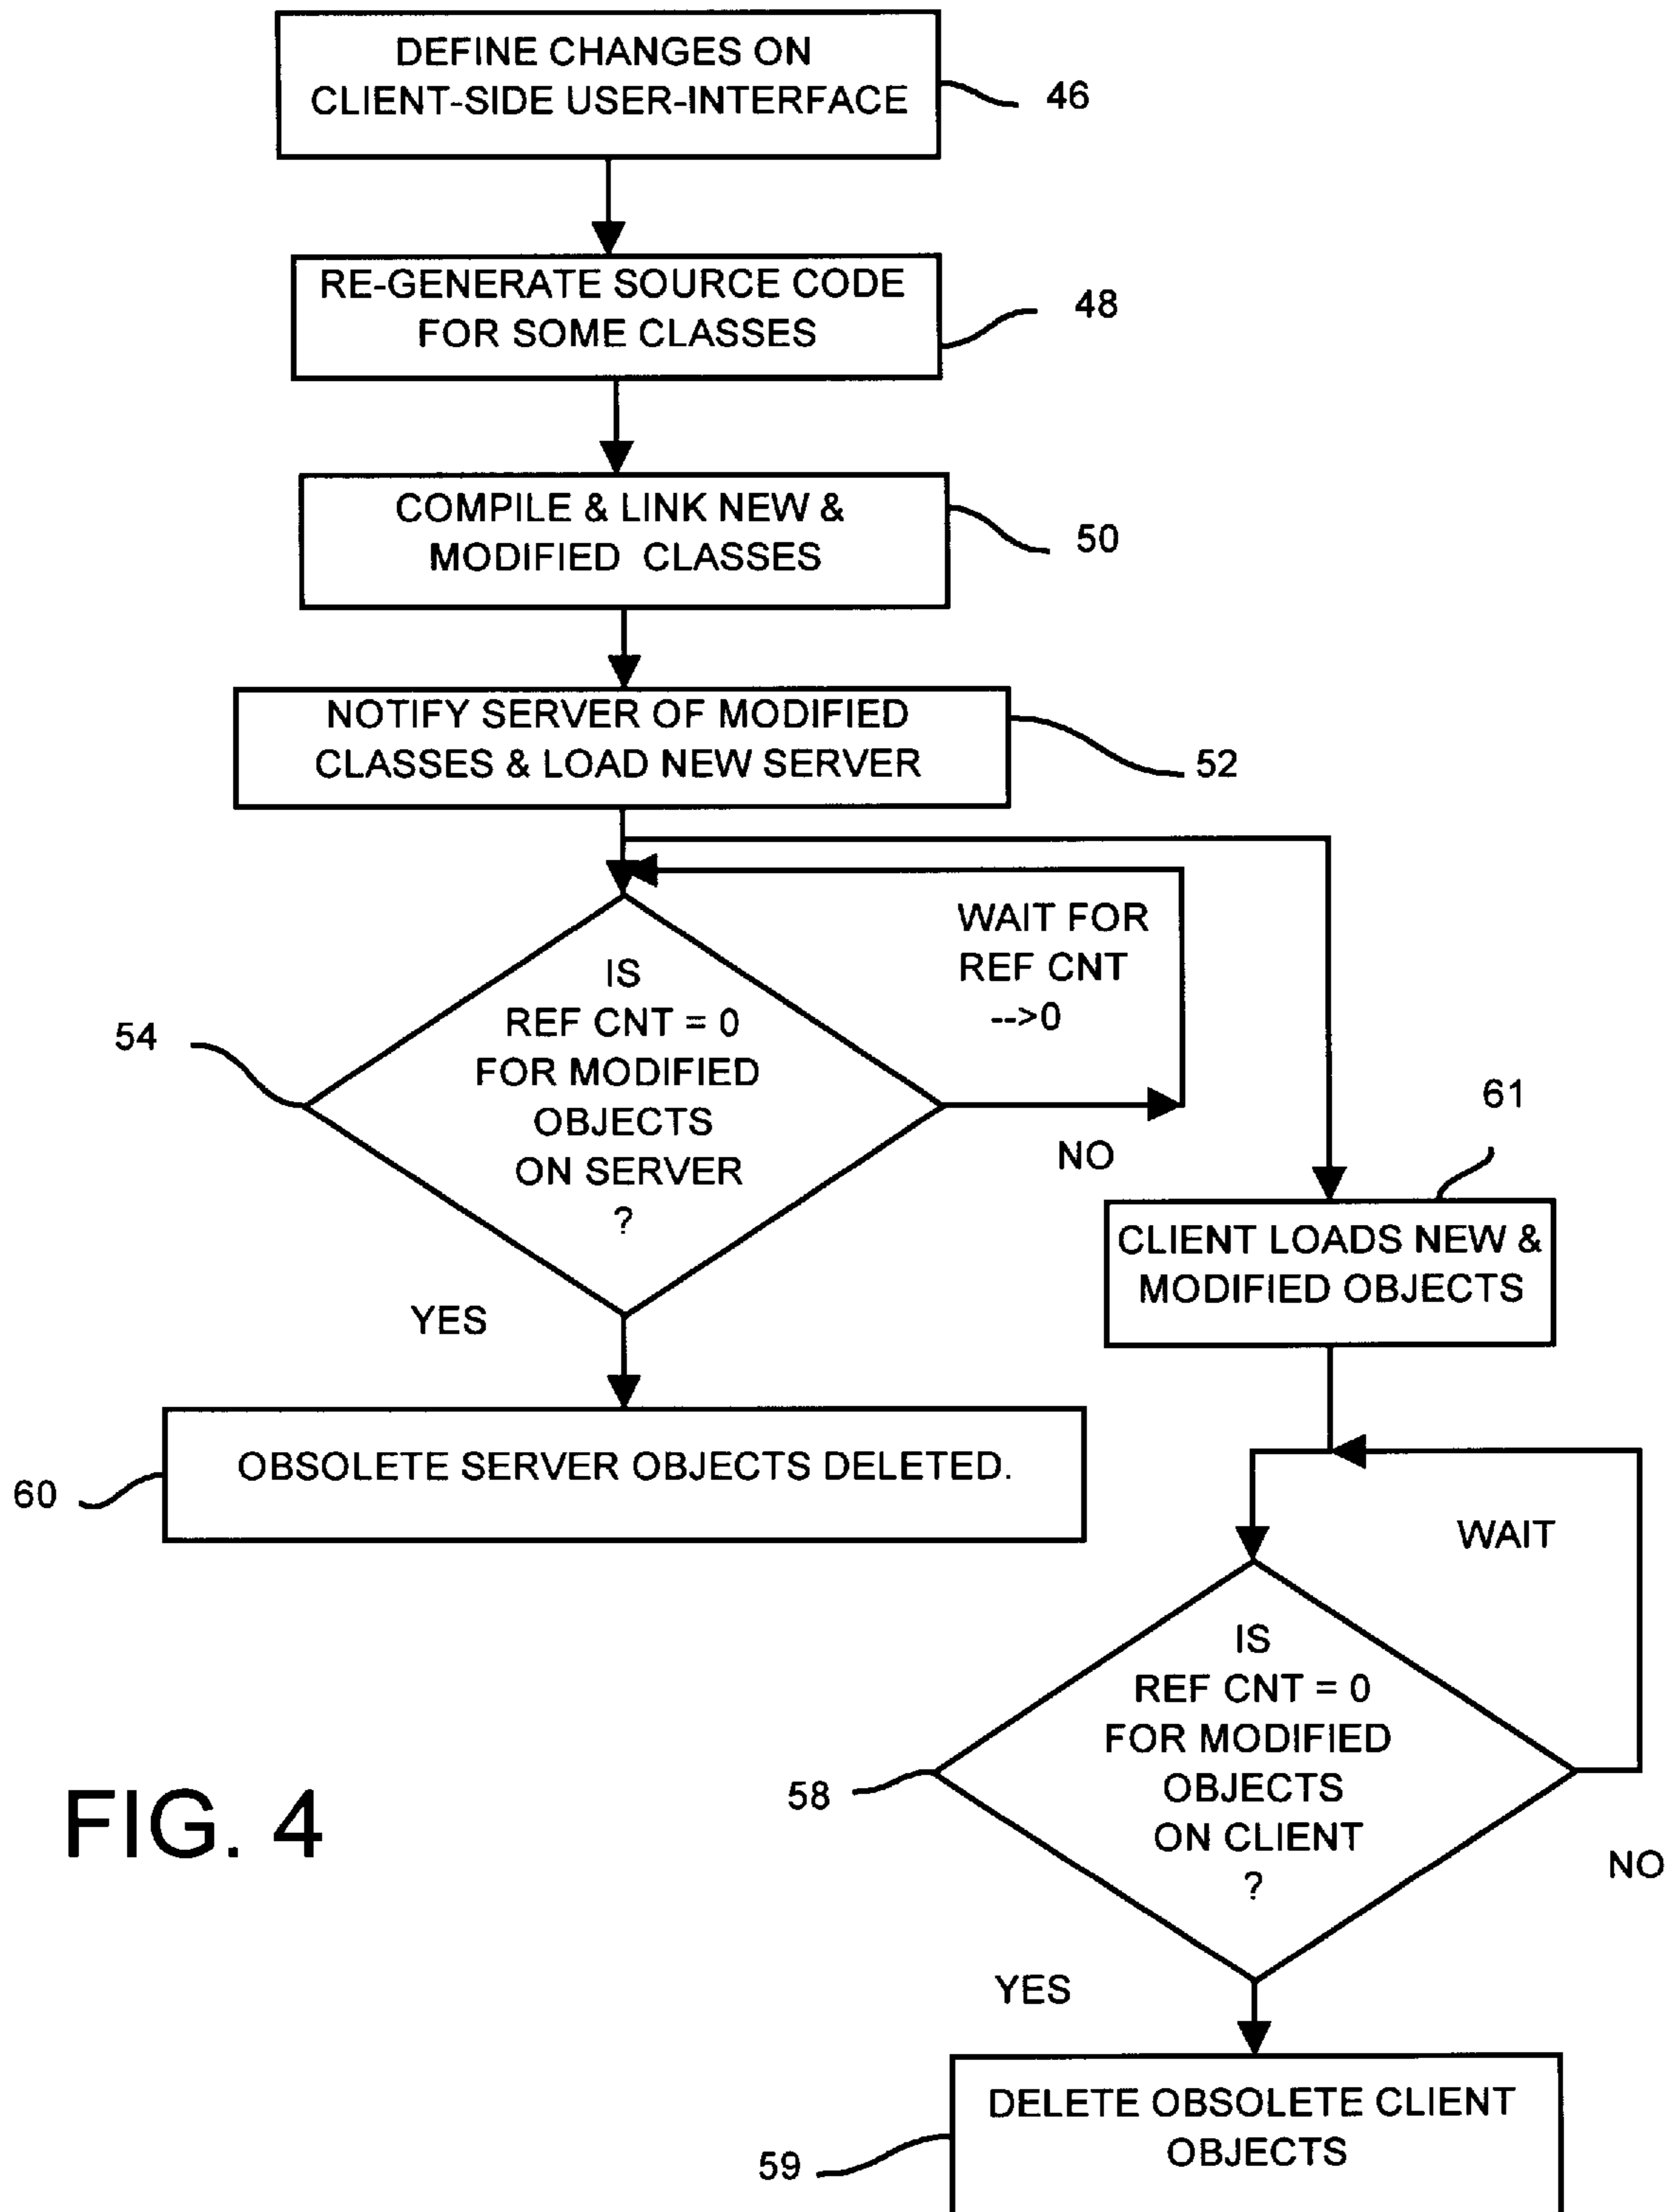 DEFINE CHANGES ON
CLIENT-SIDE USER-INTERFACE
46
RE-GENERATE SOURCE CODE
FOR SOME CLASSES
48
COMPILE & LINK NEW &
MODIFIED CLASSES
50
NOTIFY SERVER OF MODIFIED
CLASSES & LOAD NEW SERVER
52
WAIT FOR
REF CNT
-->0
IS
REF CNT = 0
FOR MODIFIED
OBJECTS
ON SERVER
?
54
NO
YES
61
CLIENT LOADS NEW &
MODIFIED OBJECTS
OBSOLETE SERVER OBJECTS DELETED.
60
WAIT
IS
REF CNT = 0
FOR MODIFIED
OBJECTS
ON CLIENT
?
58
NO
YES
DELETE OBSOLETE CLIENT
OBJECTS
59
FIG. 4